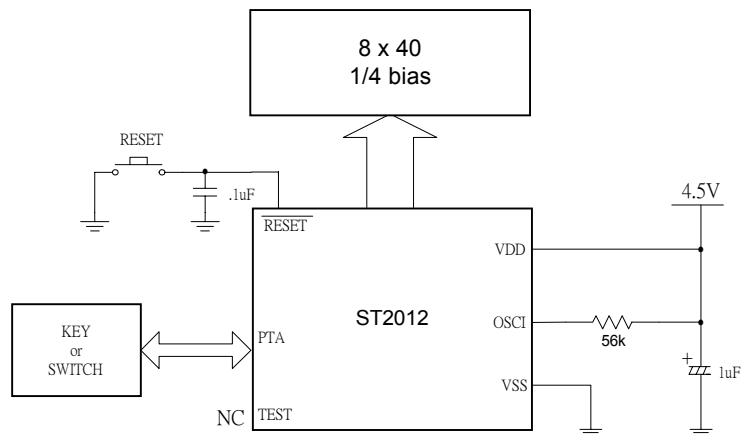 8 x 40
1/4 bias
RESET
.1uF
4.5V
RESET
VDD
ST2012
OSCI
56k
KEY
or
SWITCH
PTA
VSS
+
1uF
NC
TEST